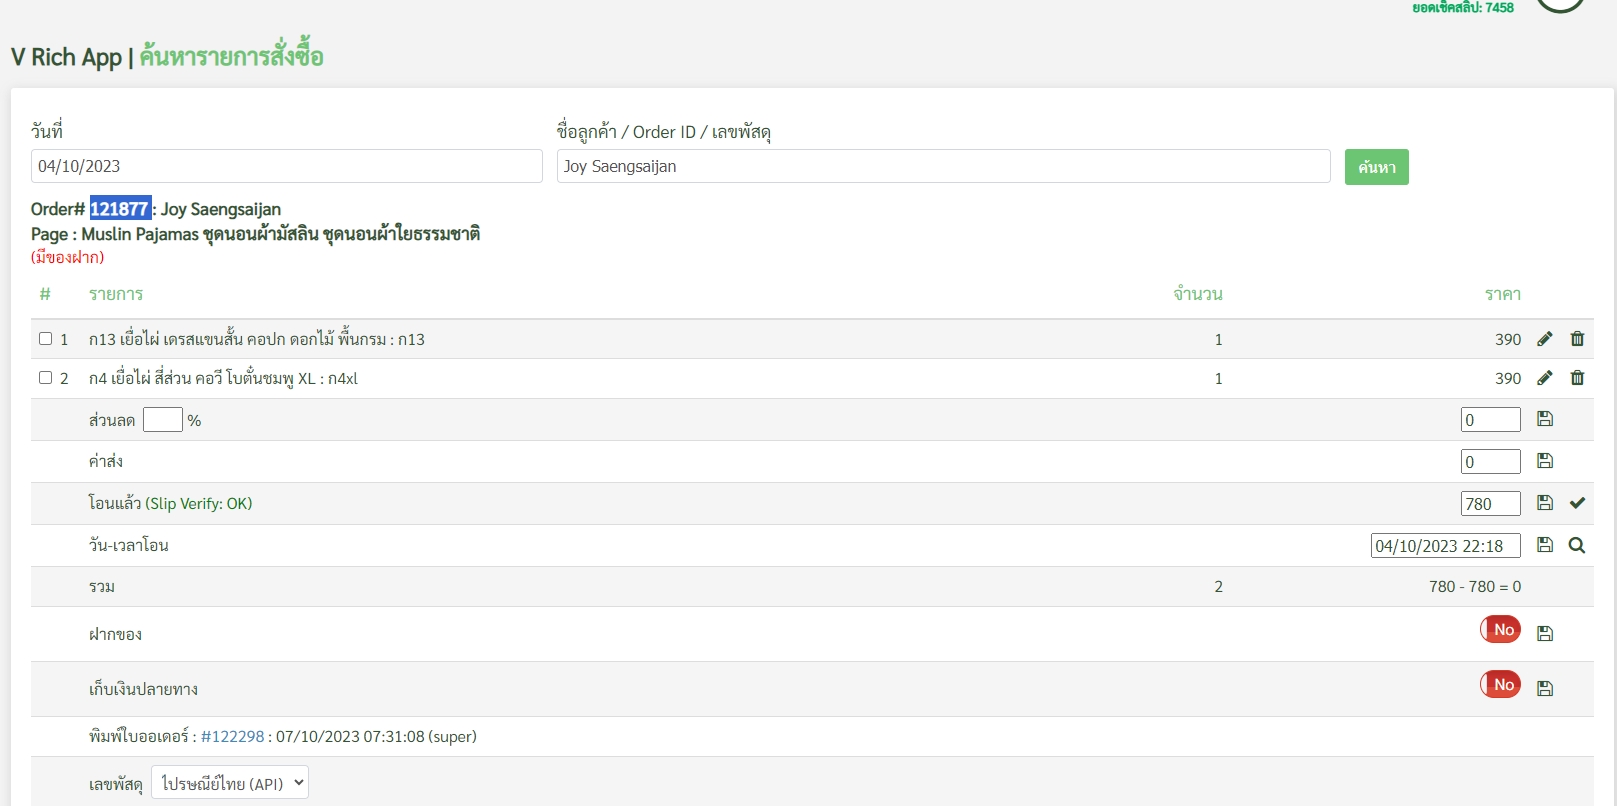 ยอดเช็คสลิป: 7458
V Rich App | ค้นหารายการสั่งซื้อ
วันที่ ชื่อลูกค้า / Order ID / เลขพัสดุ
04/10/2023 Joy Saengsaijan ค้นหา
Order# 121877 : Joy Saengsaijan
Page : Muslin Pajamas ชุดนอนผ้ามัสลิน ชุดนอนผ้าใยธรรมชาติ
(มีของฝาก)
# รายการ จำนวน ราคา
1 ก13 เยื่อไผ่ เดรสแขนสั้น คอปก ดอกไม้ พื้นกรม : ก13 1 390
2 ก4 เยื่อไผ่ สี่ส่วน คอวี โบตั๋นชมพู XL : ก4xl 1 390
ส่วนลด % 0
ค่าส่ง 0
โอนแล้ว (Slip Verify: OK) 780
วัน-เวลาโอน 04/10/2023 22:18
รวม 2 780 - 780 = 0
ฝากของ No
เก็บเงินปลายทาง No
พิมพ์ใบออเดอร์ : #122298 : 07/10/2023 07:31:08 (super)
เลขพัสดุ ไปรษณีย์ไทย (API)